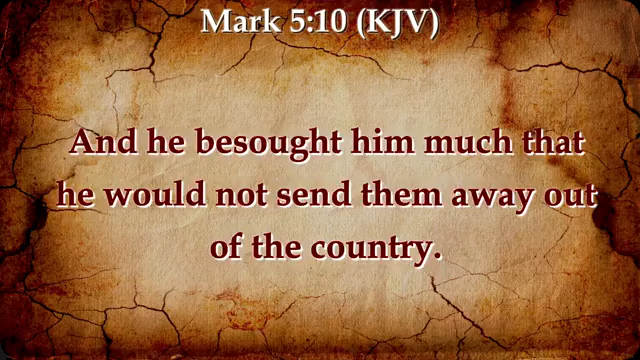 Mark 5:10 (KJV)
And he besought him much that
he would not send them away out
of the country.